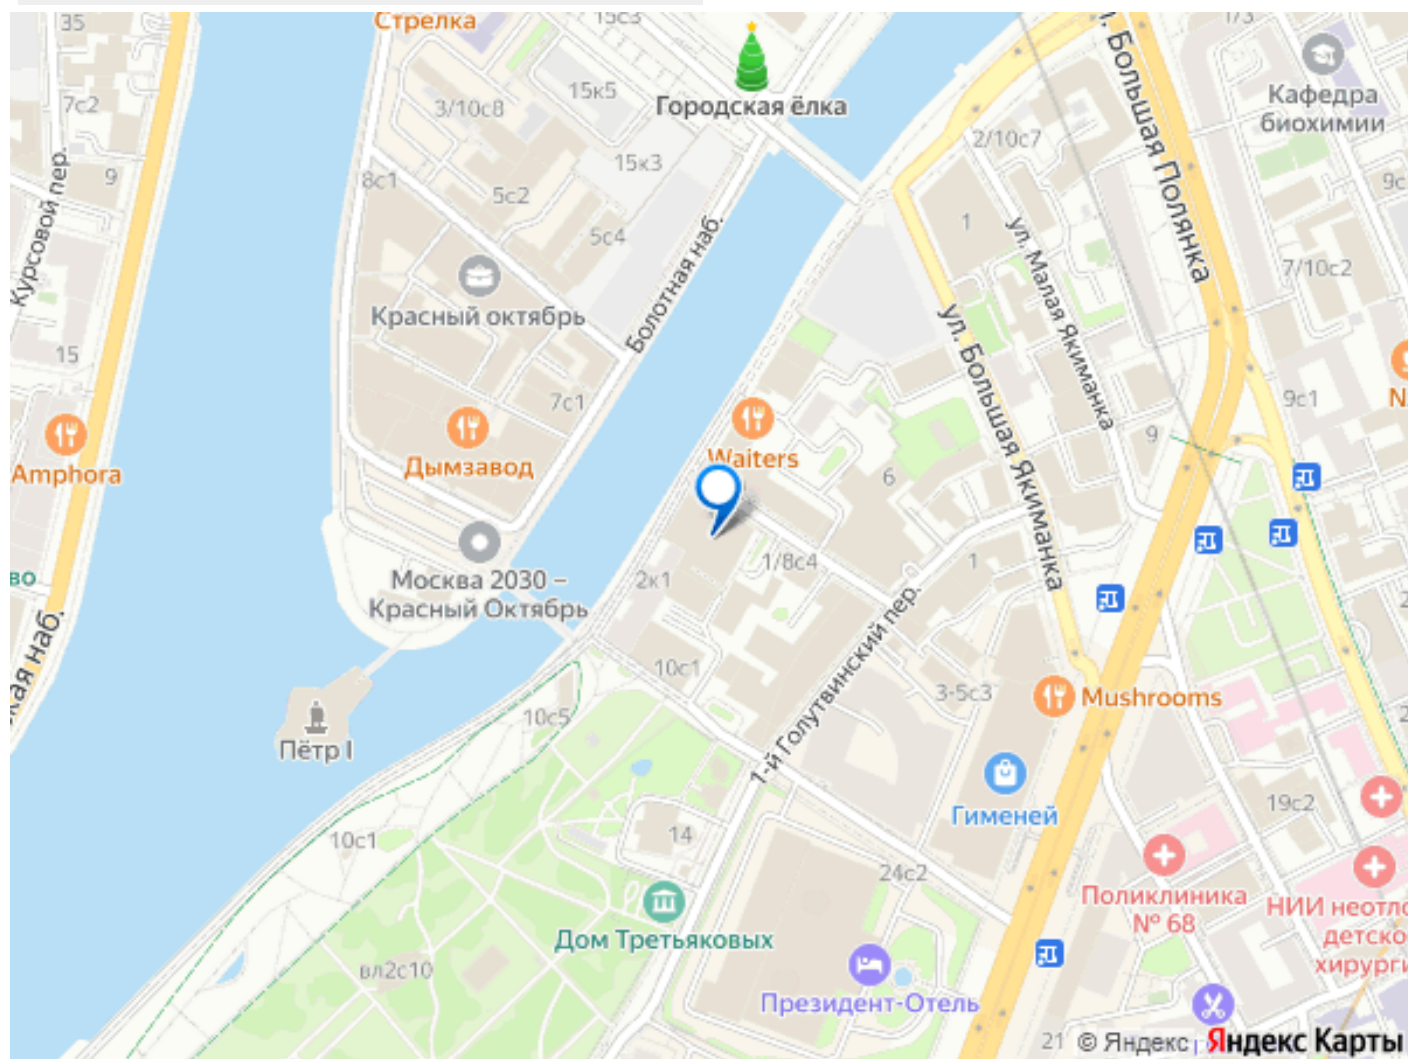 Стрелка
15с3
1/3
35
Городская ёлка
Кафедра
биохимии
7с2
3/10с8
15к5
2/10с7
ул. Большая Полянка
9
15к3
8с1
5с2
9с
Курсовой пер.
5с4
Болотная наб.
1
ул. Малая Якиманка
7/10с2
Красный октябрь
ул. Большая Якиманка
15
7с1
9с1
9
Amphora
Дымзавод
Waiters
6
Москва 2030 –
Красный Октябрь
2к1
1/8с4
1
1-й Голутвинский пер.
10с1
3-5с3
Mushrooms
10с5
Пётр I
Гименей
19с2
10с1
14
24с2
Поликлиника
№ 68
Дом Третьяковых
вл2с10
Президент-Отель
21
© Яндекс
Яндекс Карты